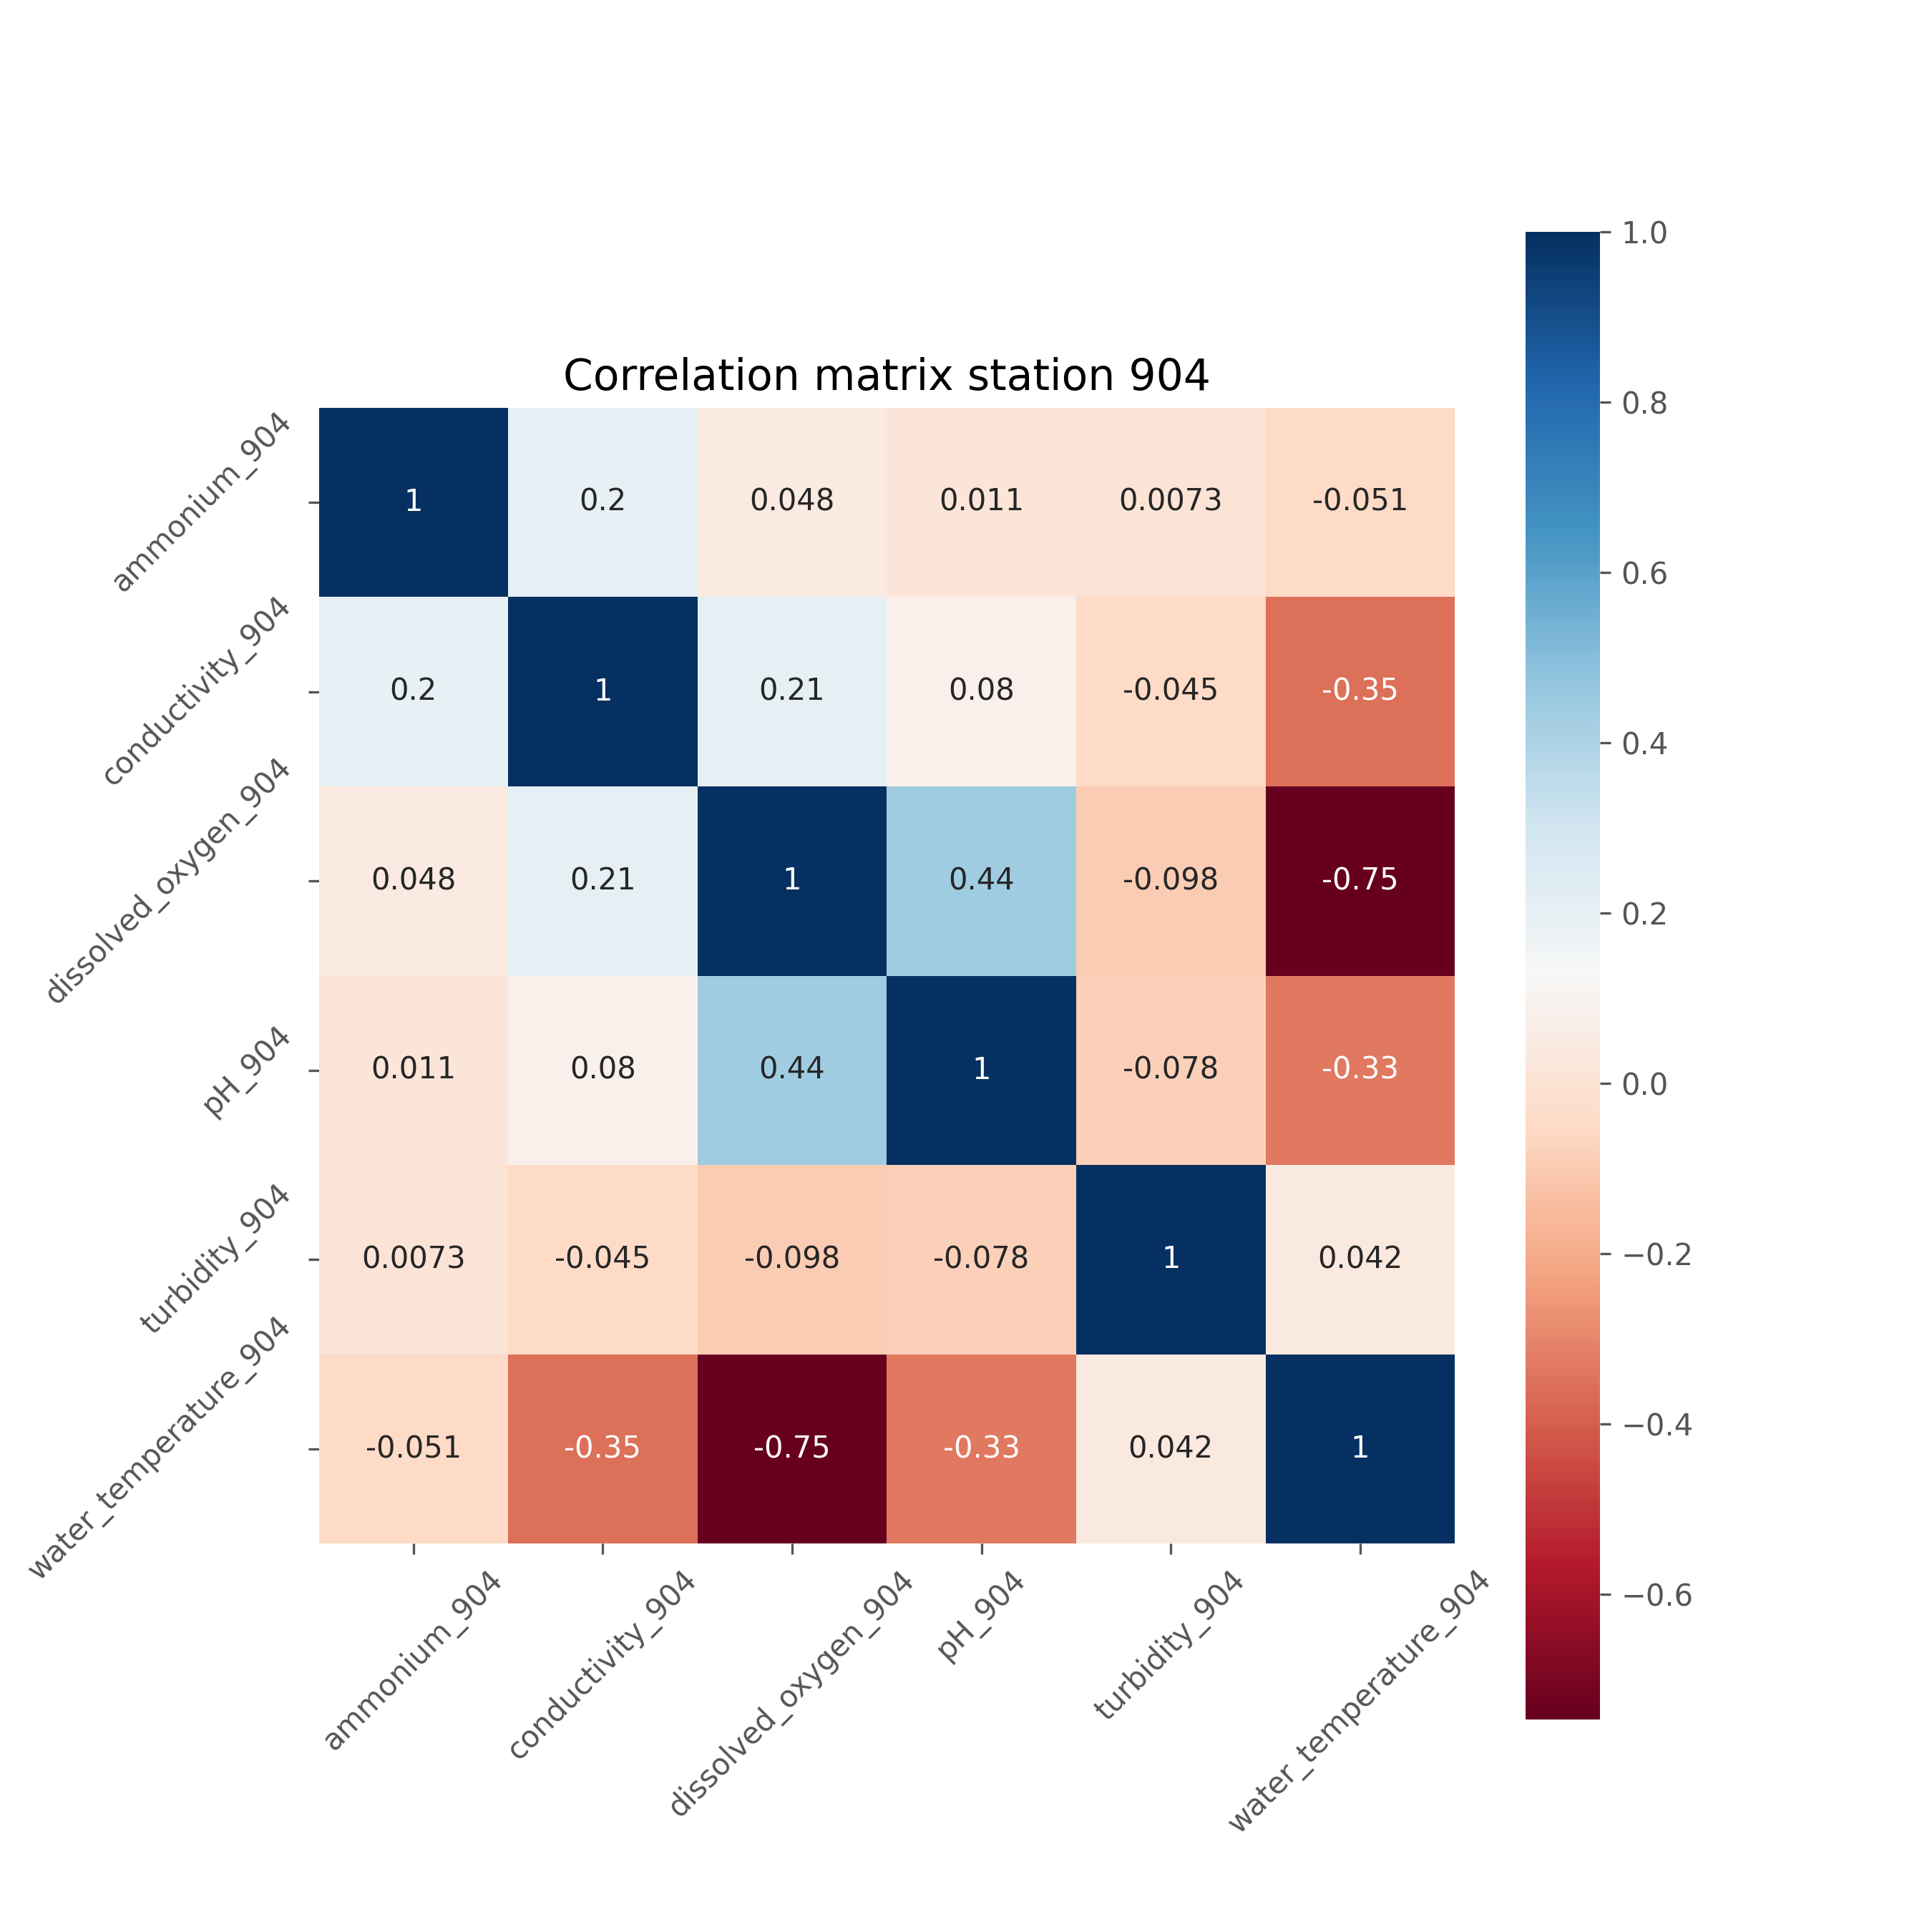 Correlation matrix station 904
ammonium_904 1 0.2 0.048 0.011 0.0073 -0.051
conductivity_904 0.2 1 0.21 0.08 -0.045 -0.35
dissolved_oxygen_904 0.048 0.21 1 0.44 -0.098 -0.75
pH_904 0.011 0.08 0.44 1 -0.078 -0.33
turbidity_904 0.0073 -0.045 -0.098 -0.078 1 0.042
water_temperature_904 -0.051 -0.35 -0.75 -0.33 0.042 1
ammonium_904 conductivity_904 dissolved_oxygen_904 pH_904 turbidity_904 water_temperature_904
1.0
0.8
0.6
0.4
0.2
0.0
−0.2
−0.4
−0.6